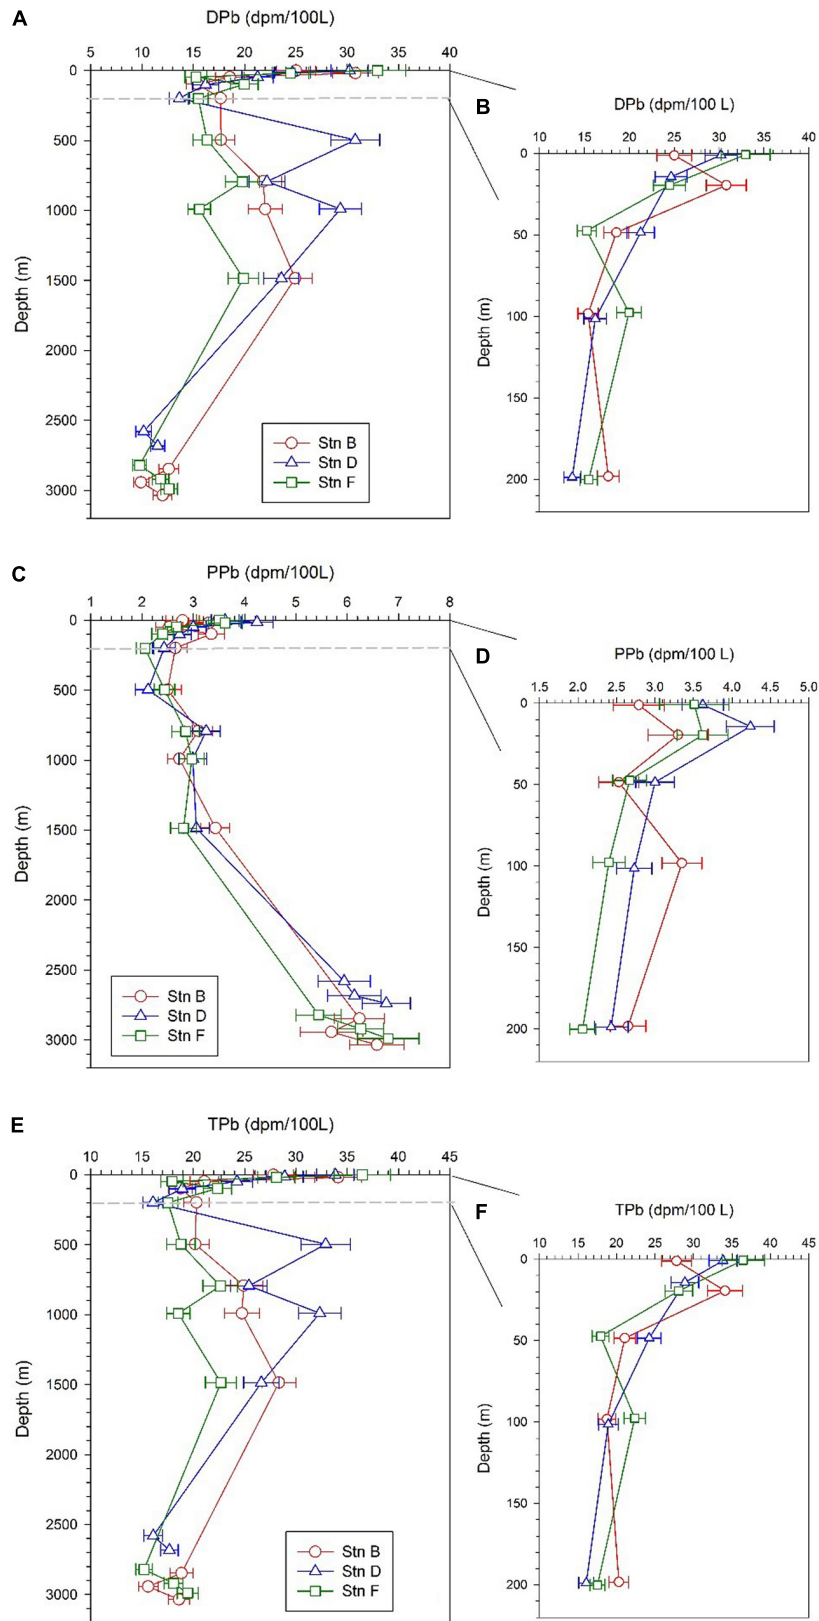 A
DPb (dpm/100L)
5 10 15 20 25 30 35 40
0
500
1000
1500
2000
2500
3000
Depth (m)
Stn B
Stn D
Stn F
B
DPb (dpm/100 L)
10 15 20 25 30 35 40
0
50
100
150
200
Depth (m)
C
PPb (dpm/100L)
1 2 3 4 5 6 7 8
0
500
1000
1500
2000
2500
3000
Depth (m)
Stn B
Stn D
Stn F
D
PPb (dpm/100 L)
1.5 2.0 2.5 3.0 3.5 4.0 4.5 5.0
0
50
100
150
200
Depth (m)
E
TPb (dpm/100L)
10 15 20 25 30 35 40 45
0
500
1000
1500
2000
2500
3000
Depth (m)
Stn B
Stn D
Stn F
F
TPb (dpm/100 L)
10 15 20 25 30 35 40 45
0
50
100
150
200
Depth (m)